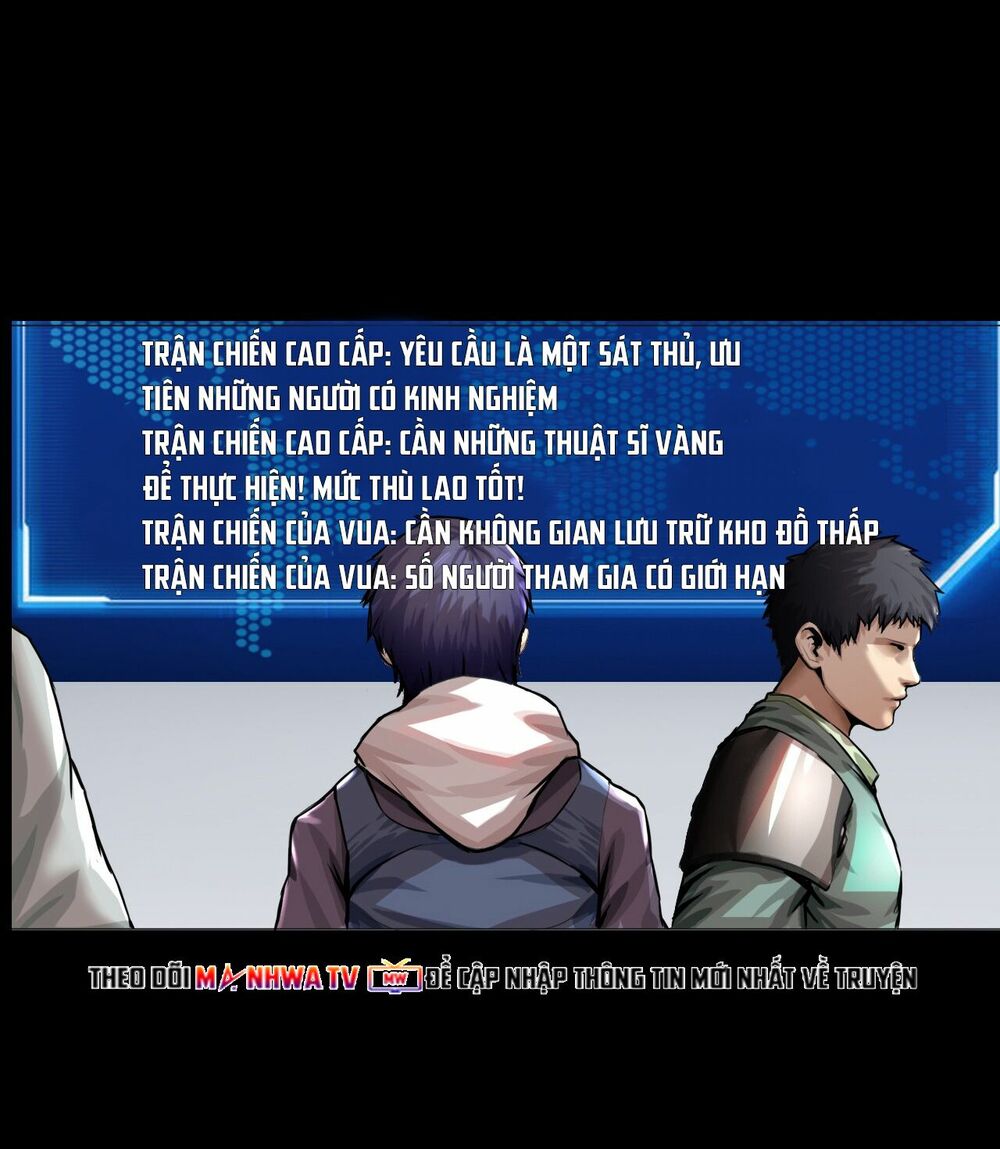 TRẬN CHIẾN CAO CẤP: YÊU CẦU LÀ MỘT SÁT THỦ, ƯU
TIÊN NHỮNG NGƯỜI CÓ KINH NGHIỆM
TRẬN CHIẾN CAO CẤP: CẦN NHỮNG THUẬT SĨ VÀNG
ĐỂ THỰC HIỆN! MỨC THÙ LAO TỐT!
TRẬN CHIẾN CỦA VUA: CẦN KHÔNG GIAN LƯU TRỮ KHO ĐỒ THẤP
TRẬN CHIẾN CỦA VUA: SỐ NGƯỜI THAM GIA CÓ GIỚI HẠN
THEO DÕI MANHWA TV MW ĐỂ CẬP NHẬP THÔNG TIN MỚI NHẤT VỀ TRUYỆN